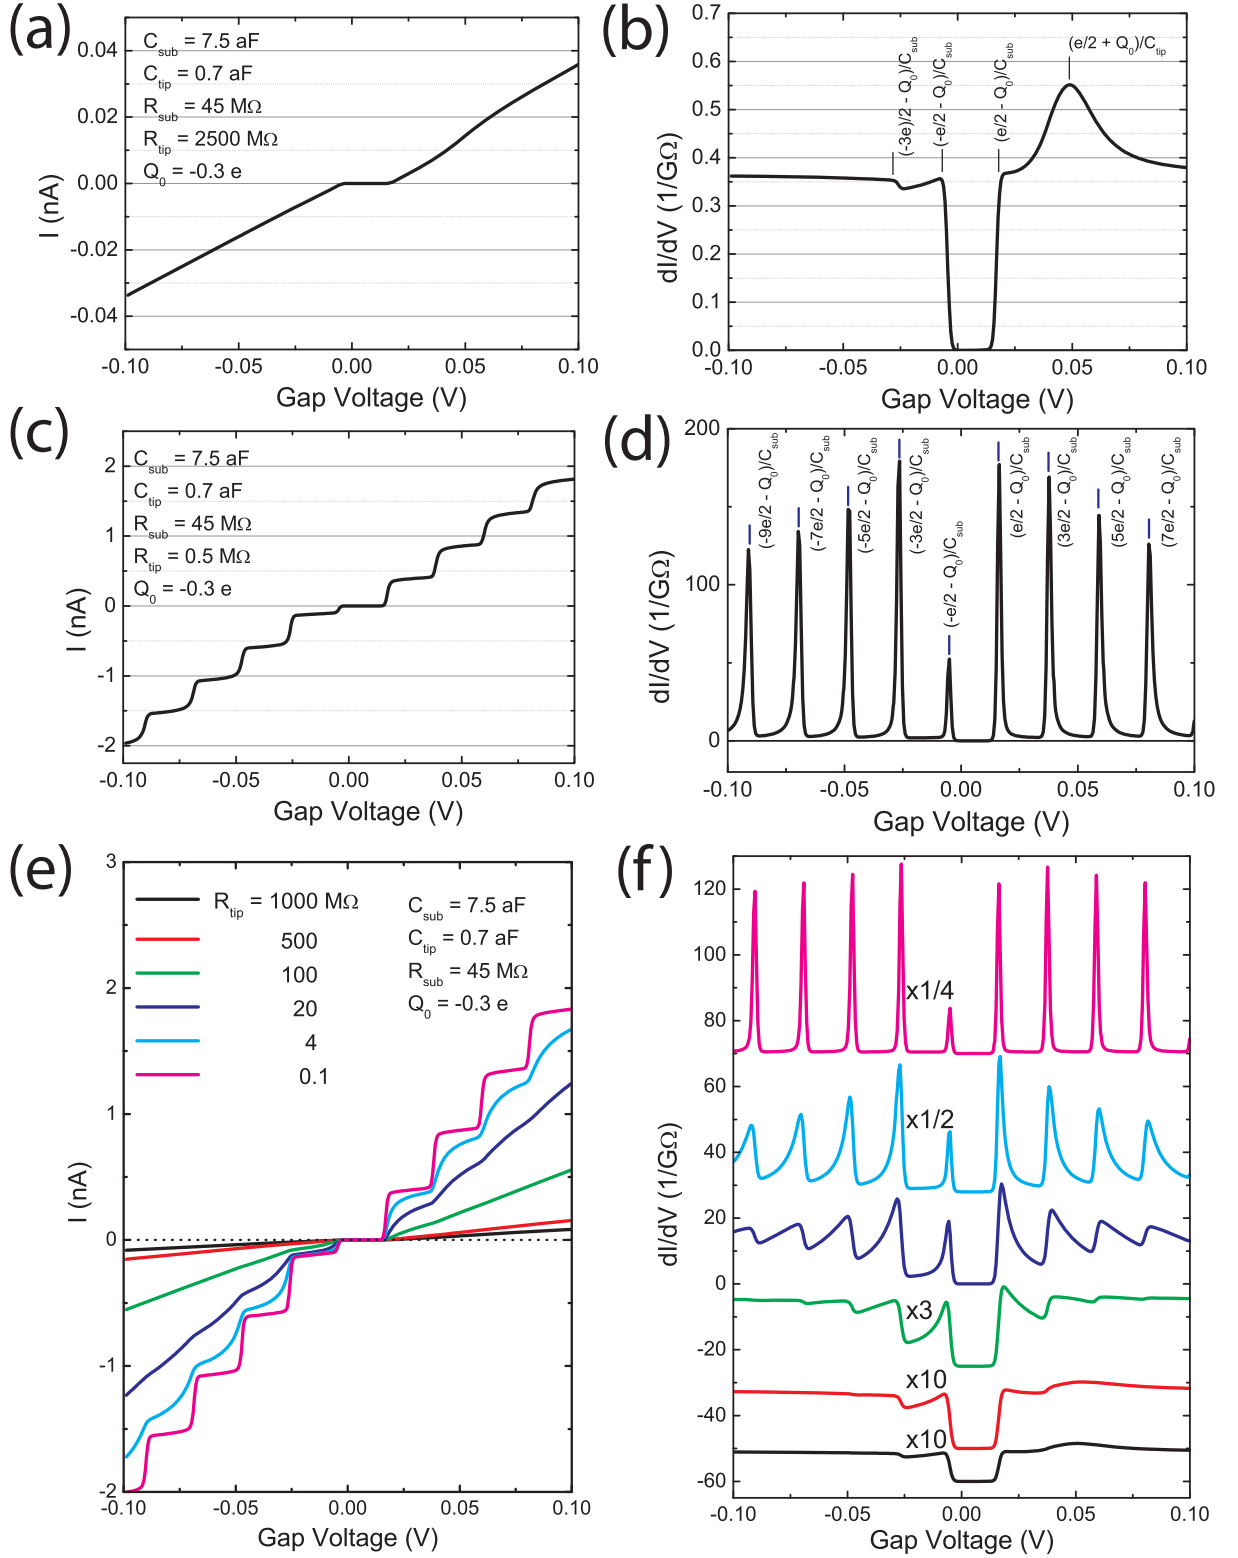 (a)
C_sub = 7.5 aF
C_tip = 0.7 aF
R_sub = 45 MΩ
R_tip = 2500 MΩ
Q_0 = -0.3 e
0.04
0.02
0.00
-0.02
-0.04
I (nA)
-0.10 -0.05 0.00 0.05 0.10
Gap Voltage (V)
(b)
(-3e)/2 - Q_0)/C_sub
(-e/2 - Q_0)/C_sub
(e/2 - Q_0)/C_sub
(e/2 + Q_0)/C_tip
0.7
0.6
0.5
0.4
0.3
0.2
0.1
0.0
dI/dV (1/GΩ)
-0.10 -0.05 0.00 0.05 0.10
Gap Voltage (V)
(c)
C_sub = 7.5 aF
C_tip = 0.7 aF
R_sub = 45 MΩ
R_tip = 0.5 MΩ
Q_0 = -0.3 e
2
1
0
-1
-2
I (nA)
-0.10 -0.05 0.00 0.05 0.10
Gap Voltage (V)
(d)
(-9e/2 - Q_0)/C_sub
(-7e/2 - Q_0)/C_sub
(-5e/2 - Q_0)/C_sub
(-3e/2 - Q_0)/C_sub
(-e/2 - Q_0)/C_sub
(e/2 - Q_0)/C_sub
(3e/2 - Q_0)/C_sub
(5e/2 - Q_0)/C_sub
(7e/2 - Q_0)/C_sub
200
100
0
dI/dV (1/GΩ)
-0.10 -0.05 0.00 0.05 0.10
Gap Voltage (V)
(e)
R_tip = 1000 MΩ
500
100
20
4
0.1
C_sub = 7.5 aF
C_tip = 0.7 aF
R_sub = 45 MΩ
Q_0 = -0.3 e
3
2
1
0
-1
-2
I (nA)
-0.10 -0.05 0.00 0.05 0.10
Gap Voltage (V)
(f)
x1/4
x1/2
x3
x10
x10
120
100
80
60
40
20
0
-20
-40
-60
dI/dV (1/GΩ)
-0.10 -0.05 0.00 0.05 0.10
Gap Voltage (V)